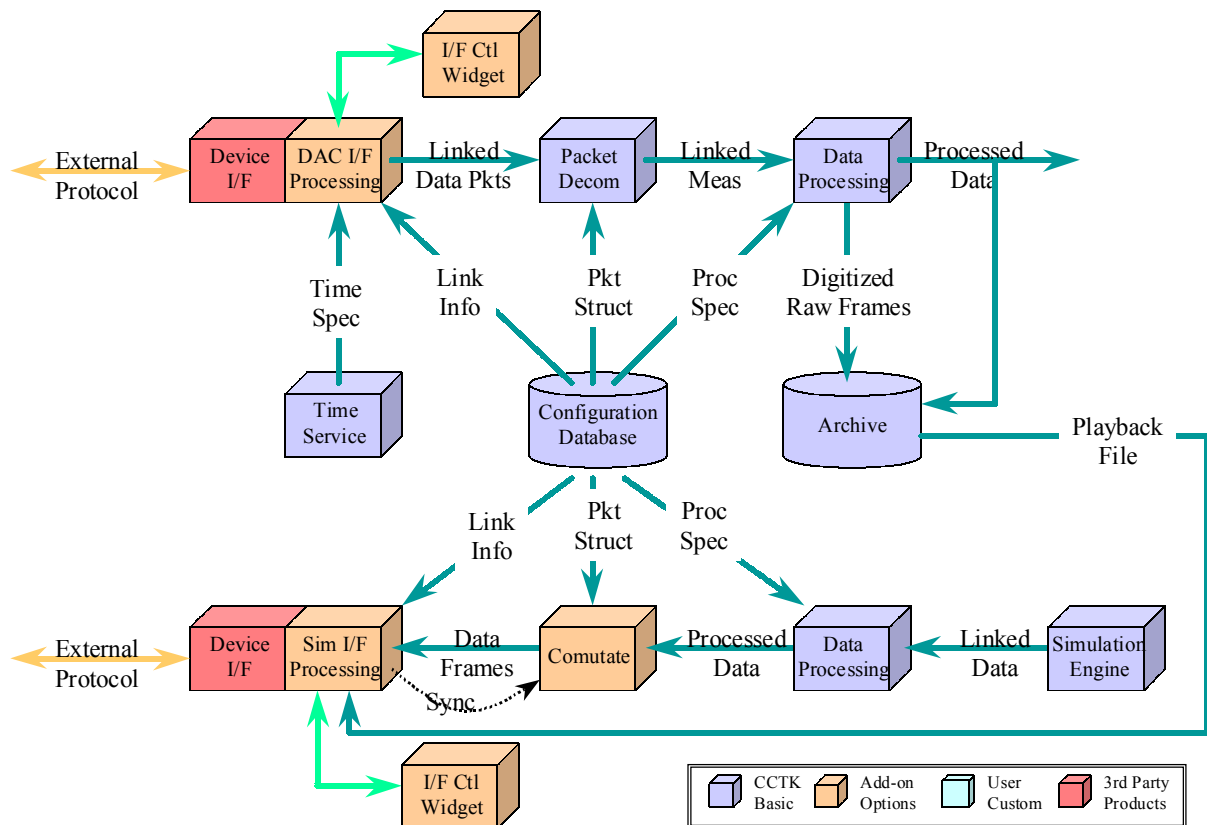 I/F Ctl
Widget
External
Protocol
Device
I/F
DAC I/F
Processing
Linked
Data Pkts
Packet
Decom
Linked
Meas
Data
Processing
Processed
Data
Time
Spec
Link
Info
Pkt
Struct
Proc
Spec
Digitized
Raw Frames
Time
Service
Configuration
Database
Archive
Playback
File
Link
Info
Pkt
Struct
Proc
Spec
External
Protocol
Device
I/F
Sim I/F
Processing
Data
Frames
Sync
Comutate
Processed
Data
Data
Processing
Linked
Data
Simulation
Engine
I/F Ctl
Widget
CCTK
Basic
Add-on
Options
User
Custom
3rd Party
Products